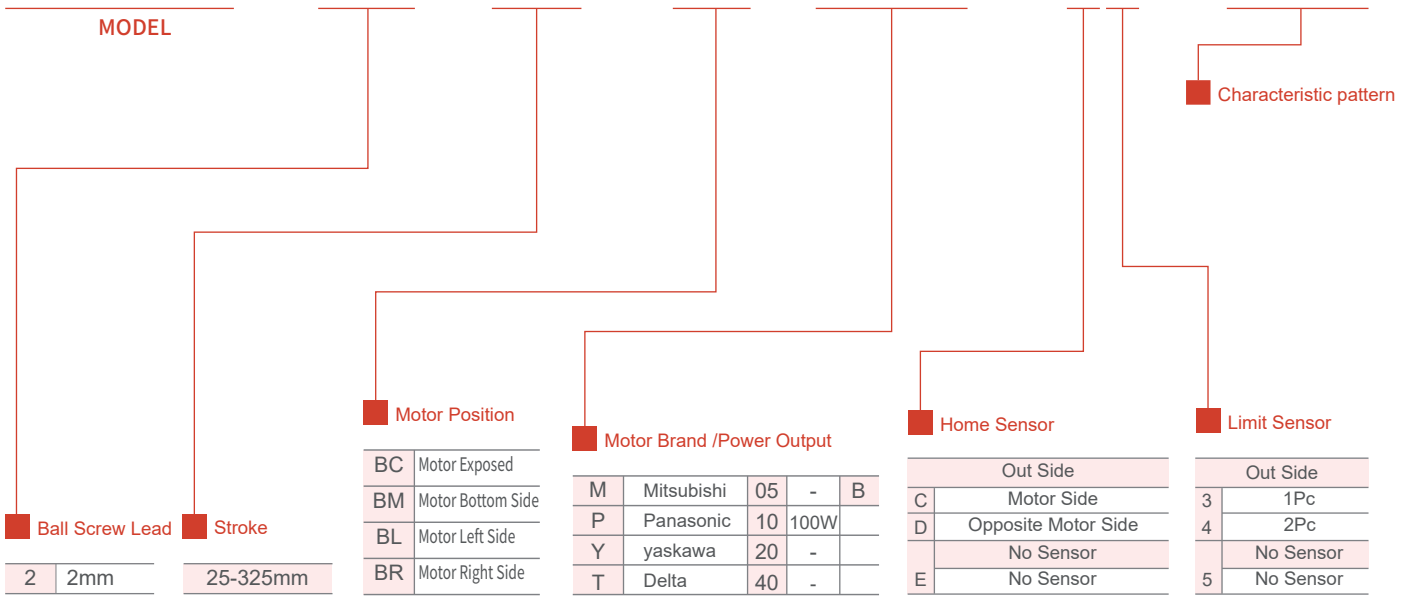 MODEL
Characteristic pattern
Ball Screw Lead
2 2mm
Stroke
25-325mm
Motor Position
BC Motor Exposed
BM Motor Bottom Side
BL Motor Left Side
BR Motor Right Side
Motor Brand /Power Output
M Mitsubishi 05 - B
P Panasonic 10 100W
Y yaskawa 20 -
T Delta 40 -
Home Sensor
Out Side
C Motor Side
D Opposite Motor Side
No Sensor
E No Sensor
Limit Sensor
Out Side
3 1Pc
4 2Pc
No Sensor
5 No Sensor